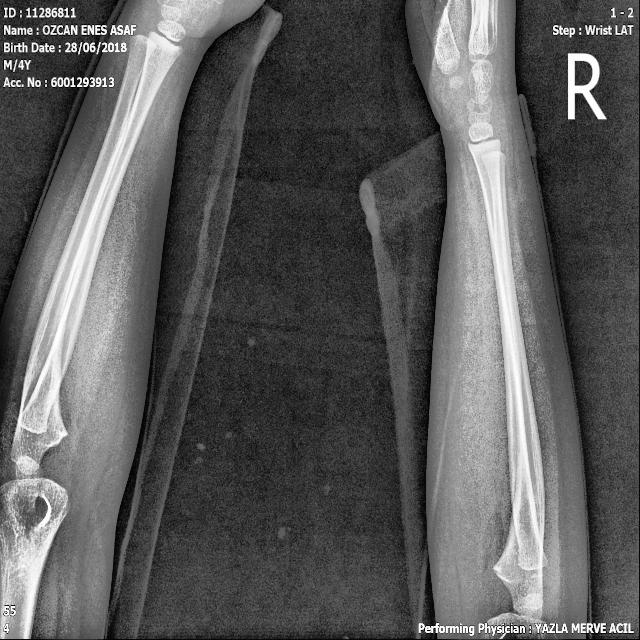 ID : 11286811
Name : OZCAN ENES ASAF
Birth Date : 28/06/2018
M/4Y
Acc. No : 6001293913
1 - 2
Step : Wrist LAT
R
55
4
Performing Physician : YAZLA MERVE ACIL